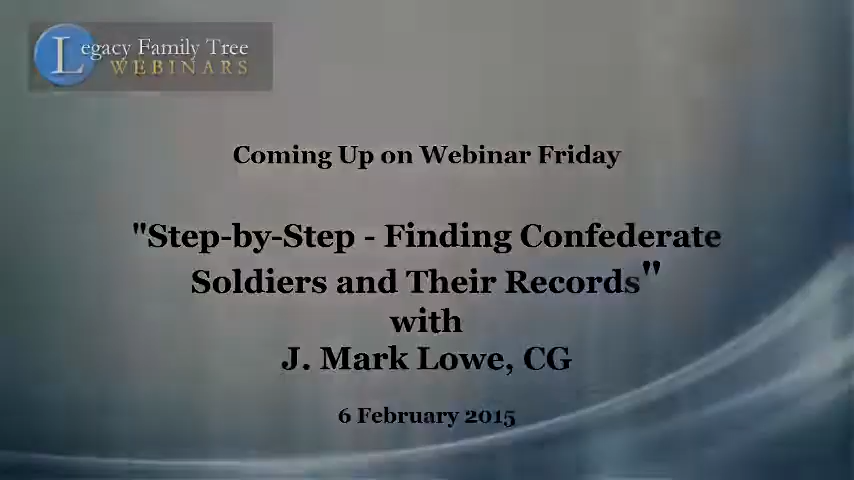 Legacy Family Tree
WEBINARS
Coming Up on Webinar Friday
"Step-by-Step - Finding Confederate
Soldiers and Their Records"
with
J. Mark Lowe, CG
6 February 2015